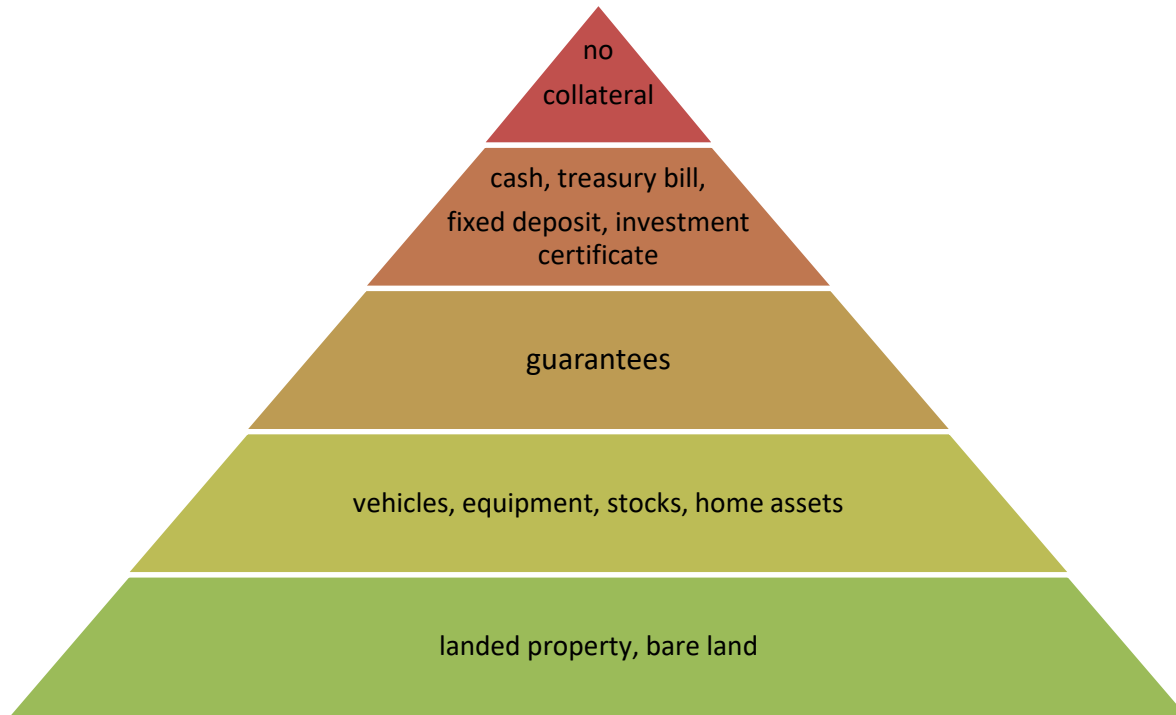 no
collateral
cash, treasury bill,
fixed deposit, investment
certificate
guarantees
vehicles, equipment, stocks, home assets
landed property, bare land